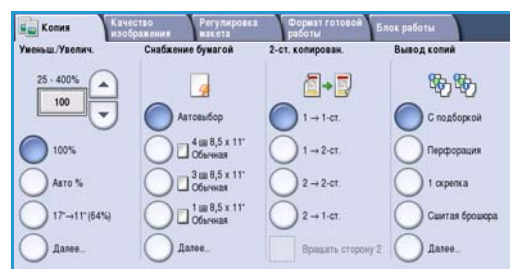 Копия
Качество
изображения
Регулировка
макета
Формат готовой
работы
Блок работы
Уменьш./Увелич.
25 - 400%
100
100%
Авто %
17"→11"(64%)
Далее...
Снабжение бумагой
Автовыбор
4 8,5 x 11"
Обычная
3 8,5 x 11"
Обычная
1 8,5 x 11"
Обычная
Далее...
2-ст. копирован.
1 → 1-ст.
1 → 2-ст.
2 → 2-ст.
2 → 1-ст.
Вращать сторону 2
Вывод копий
С подборкой
Перфорация
1 скрепка
Сшитая брошюра
Далее...